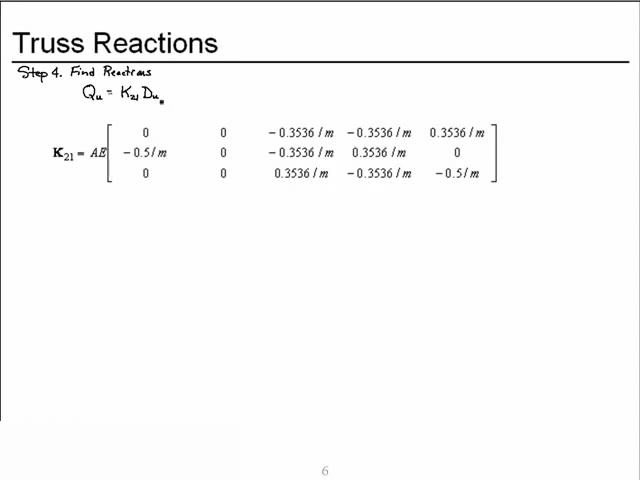 Truss Reactions
Step 4. Find Reactions
Qu = K21 Du
0 0 −0.3536/m −0.3536/m 0.3536/m
K21 = AE −0.5/m 0 −0.3536/m 0.3536/m 0
0 0 0.3536/m −0.3536/m −0.5/m
6